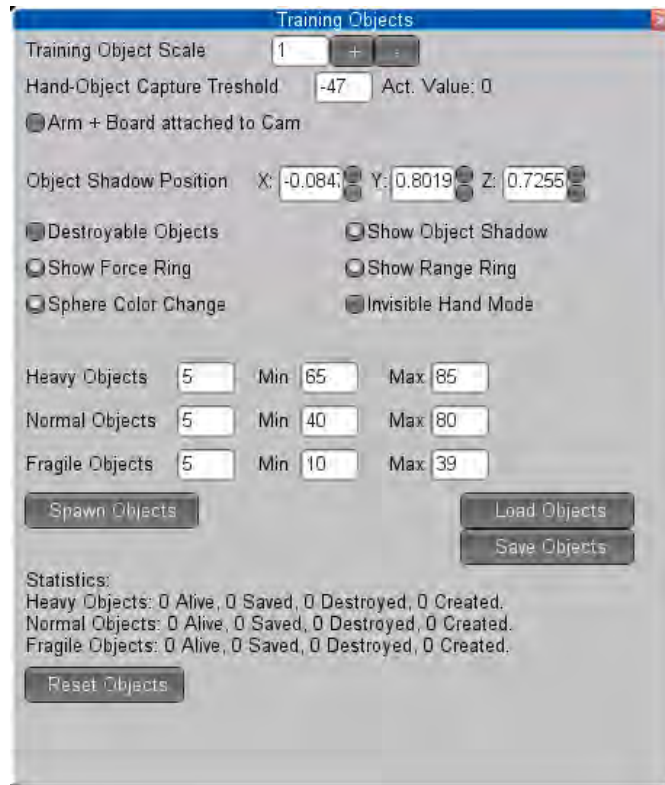 Training Objects
Training Object Scale 1 + -
Hand-Object Capture Treshold -47 Act. Value: 0
Arm + Board attached to Cam
Object Shadow Position X: -0.084 Y: 0.8019 Z: 0.7255
Destroyable Objects Show Object Shadow
Show Force Ring Show Range Ring
Sphere Color Change Invisible Hand Mode
Heavy Objects 5 Min 65 Max 85
Normal Objects 5 Min 40 Max 80
Fragile Objects 5 Min 10 Max 39
Spawn Objects Load Objects
Save Objects
Statistics:
Heavy Objects: 0 Alive, 0 Saved, 0 Destroyed, 0 Created.
Normal Objects: 0 Alive, 0 Saved, 0 Destroyed, 0 Created.
Fragile Objects: 0 Alive, 0 Saved, 0 Destroyed, 0 Created.
Reset Objects